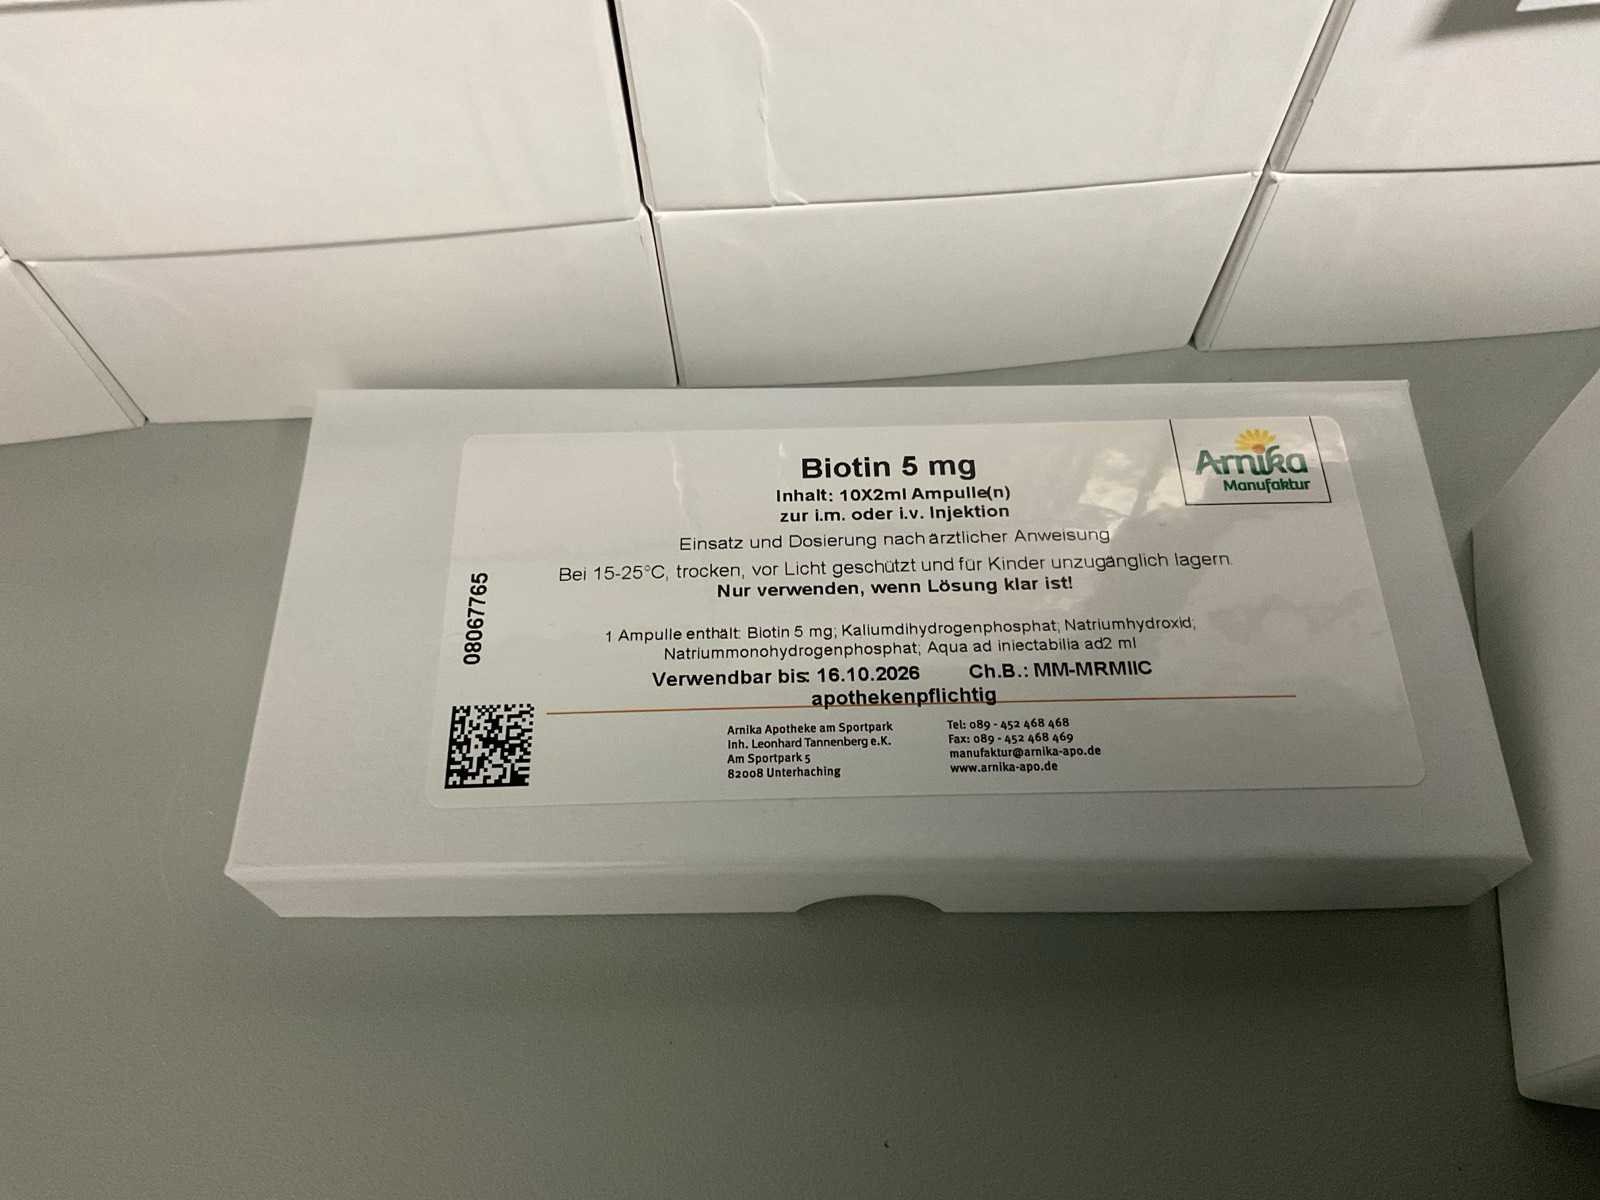 Biotin 5 mg
Inhalt: 10X2ml Ampulle(n)
zur i.m. oder i.v. Injektion
Einsatz und Dosierung nach ärztlicher Anweisung
Bei 15-25°C, trocken, vor Licht geschützt und für Kinder unzugänglich lagern.
Nur verwenden, wenn Lösung klar ist!
1 Ampulle enthält: Biotin 5 mg; Kaliumdihydrogenphosphat; Natriumhydroxid;
Natriummonohydrogenphosphat; Aqua ad iniectabilia ad2 ml
Verwendbar bis: 16.10.2026 Ch.B.: MM-MRMIIC
apothekenpflichtig
Arnika Apotheke am Sportpark
Inh. Leonhard Tannenberg e.K.
Am Sportpark 5
82008 Unterhaching
Tel: 089 - 452 468 468
Fax: 089 - 452 468 469
manufaktur@arnika-apo.de
www.arnika-apo.de
08067765
Arnika
Manufaktur